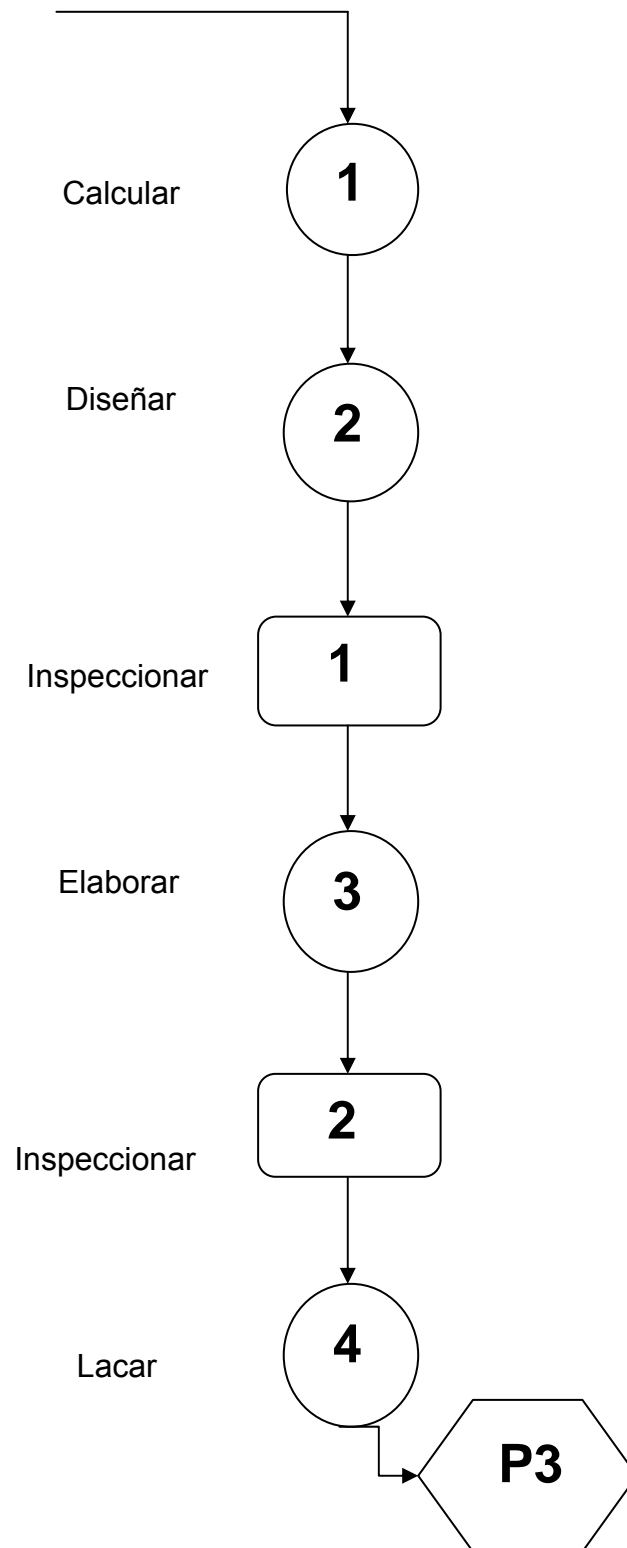 Calcular
1
Diseñar
2
Inspeccionar
1
Elaborar
3
Inspeccionar
2
Lacar
4
P3